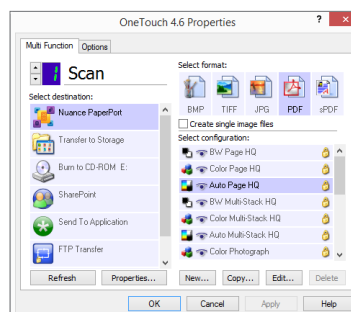 OneTouch 4.6 Properties
Multi Function Options
1 Scan
Select destination:
Nuance PaperPort
Transfer to Storage
Burn to CD-ROM E:
SharePoint
Send To Application
FTP Transfer
Refresh Properties...
Select format:
BMP TIFF JPG PDF sPDF
Create single image files
Select configuration:
BW Page HQ
Color Page HQ
Auto Page HQ
BW Multi-Stack HQ
Color Multi-Stack HQ
Auto Multi-Stack HQ
Color Photograph
New... Copy... Edit... Delete
OK Cancel Apply Help